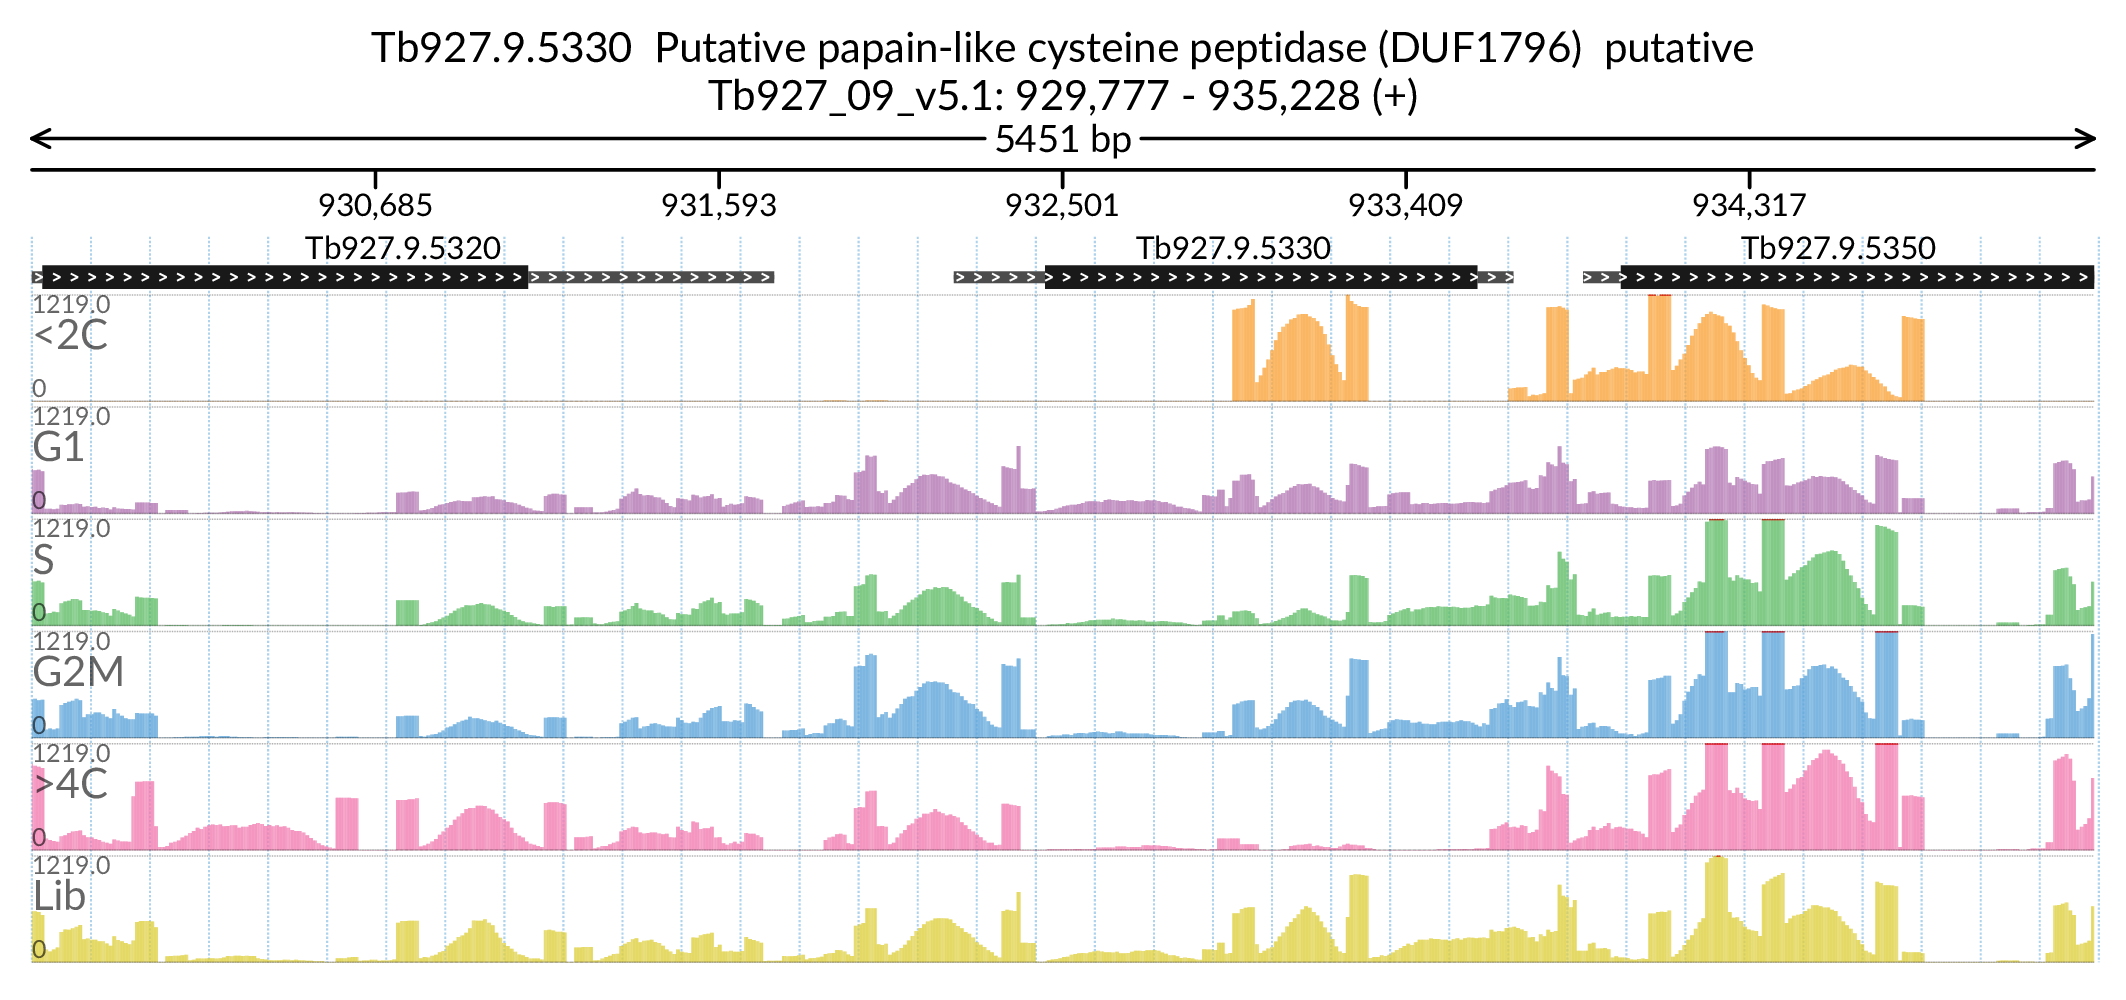 Tb927.9.5330  Putative papain-like cysteine peptidase (DUF1796)  putative
Tb927_09_v5.1: 929,777 - 935,228 (+)
5451 bp
930,685 931,593 932,501 933,409 934,317
Tb927.9.5320 Tb927.9.5330 Tb927.9.5350
1219.0
<2C
0
1219.0
G1
0
1219.0
S
0
1219.0
G2M
0
1219.0
>4C
0
1219.0
Lib
0